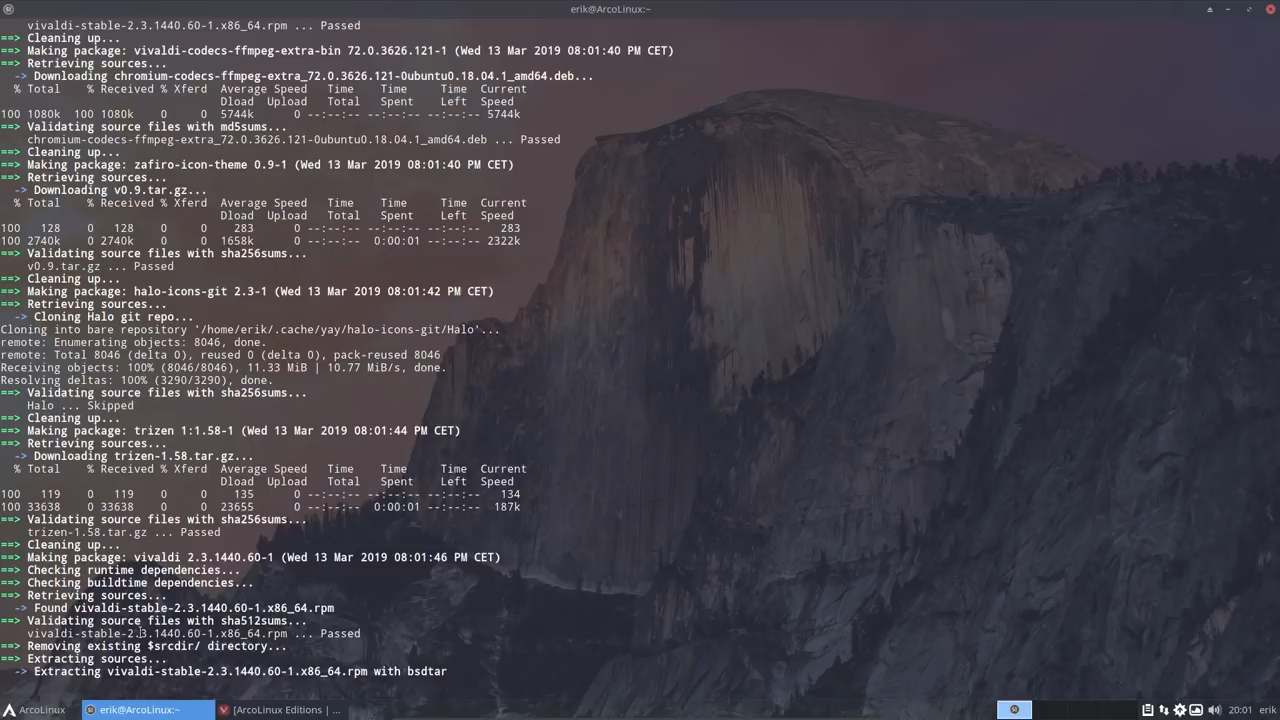 erik@ArcoLinux:~
vivaldi-stable-2.3.1440.60-1.x86_64.rpm ... Passed
==> Cleaning up...
==> Making package: vivaldi-codecs-ffmpeg-extra-bin 72.0.3626.121-1 (Wed 13 Mar 2019 08:01:40 PM CET)
==> Retrieving sources...
-> Downloading chromium-codecs-ffmpeg-extra_72.0.3626.121-0ubuntu0.18.04.1_amd64.deb...
% Total % Received % Xferd Average Speed Time Time Time Current
Dload Upload Total Spent Left Speed
100 1080k 100 1080k 0 0 5744k 0 --:--:-- --:--:-- --:--:-- 5744k
==> Validating source files with md5sums...
chromium-codecs-ffmpeg-extra_72.0.3626.121-0ubuntu0.18.04.1_amd64.deb ... Passed
==> Cleaning up...
==> Making package: zafiro-icon-theme 0.9-1 (Wed 13 Mar 2019 08:01:40 PM CET)
==> Retrieving sources...
-> Downloading v0.9.tar.gz...
% Total % Received % Xferd Average Speed Time Time Time Current
Dload Upload Total Spent Left Speed
100 128 0 128 0 0 283 0 --:--:-- --:--:-- --:--:-- 283
100 2740k 0 2740k 0 0 1658k 0 --:--:-- 0:00:01 --:--:-- 2322k
==> Validating source files with sha256sums...
v0.9.tar.gz ... Passed
==> Cleaning up...
==> Making package: halo-icons-git 2.3-1 (Wed 13 Mar 2019 08:01:42 PM CET)
==> Retrieving sources...
-> Cloning Halo git repo...
Cloning into bare repository '/home/erik/.cache/yay/halo-icons-git/Halo'...
remote: Enumerating objects: 8046, done.
remote: Total 8046 (delta 0), reused 0 (delta 0), pack-reused 8046
Receiving objects: 100% (8046/8046), 11.33 MiB | 10.77 MiB/s, done.
Resolving deltas: 100% (3290/3290), done.
==> Validating source files with sha256sums...
Halo ... Skipped
==> Cleaning up...
==> Making package: trizen 1:1.58-1 (Wed 13 Mar 2019 08:01:44 PM CET)
==> Retrieving sources...
-> Downloading trizen-1.58.tar.gz...
% Total % Received % Xferd Average Speed Time Time Time Current
Dload Upload Total Spent Left Speed
100 119 0 119 0 0 135 0 --:--:-- --:--:-- --:--:-- 134
100 33638 0 33638 0 0 23655 0 --:--:-- 0:00:01 --:--:-- 187k
==> Validating source files with sha256sums...
trizen-1.58.tar.gz ... Passed
==> Cleaning up...
==> Making package: vivaldi 2.3.1440.60-1 (Wed 13 Mar 2019 08:01:46 PM CET)
==> Checking runtime dependencies...
==> Checking buildtime dependencies...
==> Retrieving sources...
-> Found vivaldi-stable-2.3.1440.60-1.x86_64.rpm
==> Validating source files with sha512sums...
vivaldi-stable-2.3.1440.60-1.x86_64.rpm ... Passed
==> Removing existing $srcdir/ directory...
==> Extracting sources...
-> Extracting vivaldi-stable-2.3.1440.60-1.x86_64.rpm with bsdtar
ArcoLinux erik@ArcoLinux:~ [ArcoLinux Editions | ... 20:01 erik